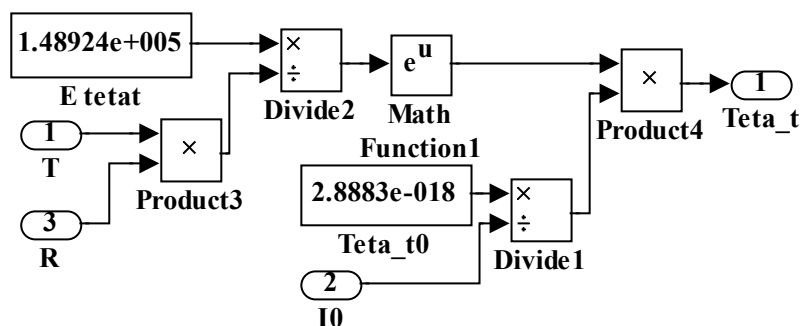 1.48924e+005
×
÷
e^u
×
1
E tetat
Divide2
Math
Function1
Product4
Teta_t
1
T
×
Product3
2.8883e-018
×
÷
Teta_t0
Divide1
3
R
2
I0